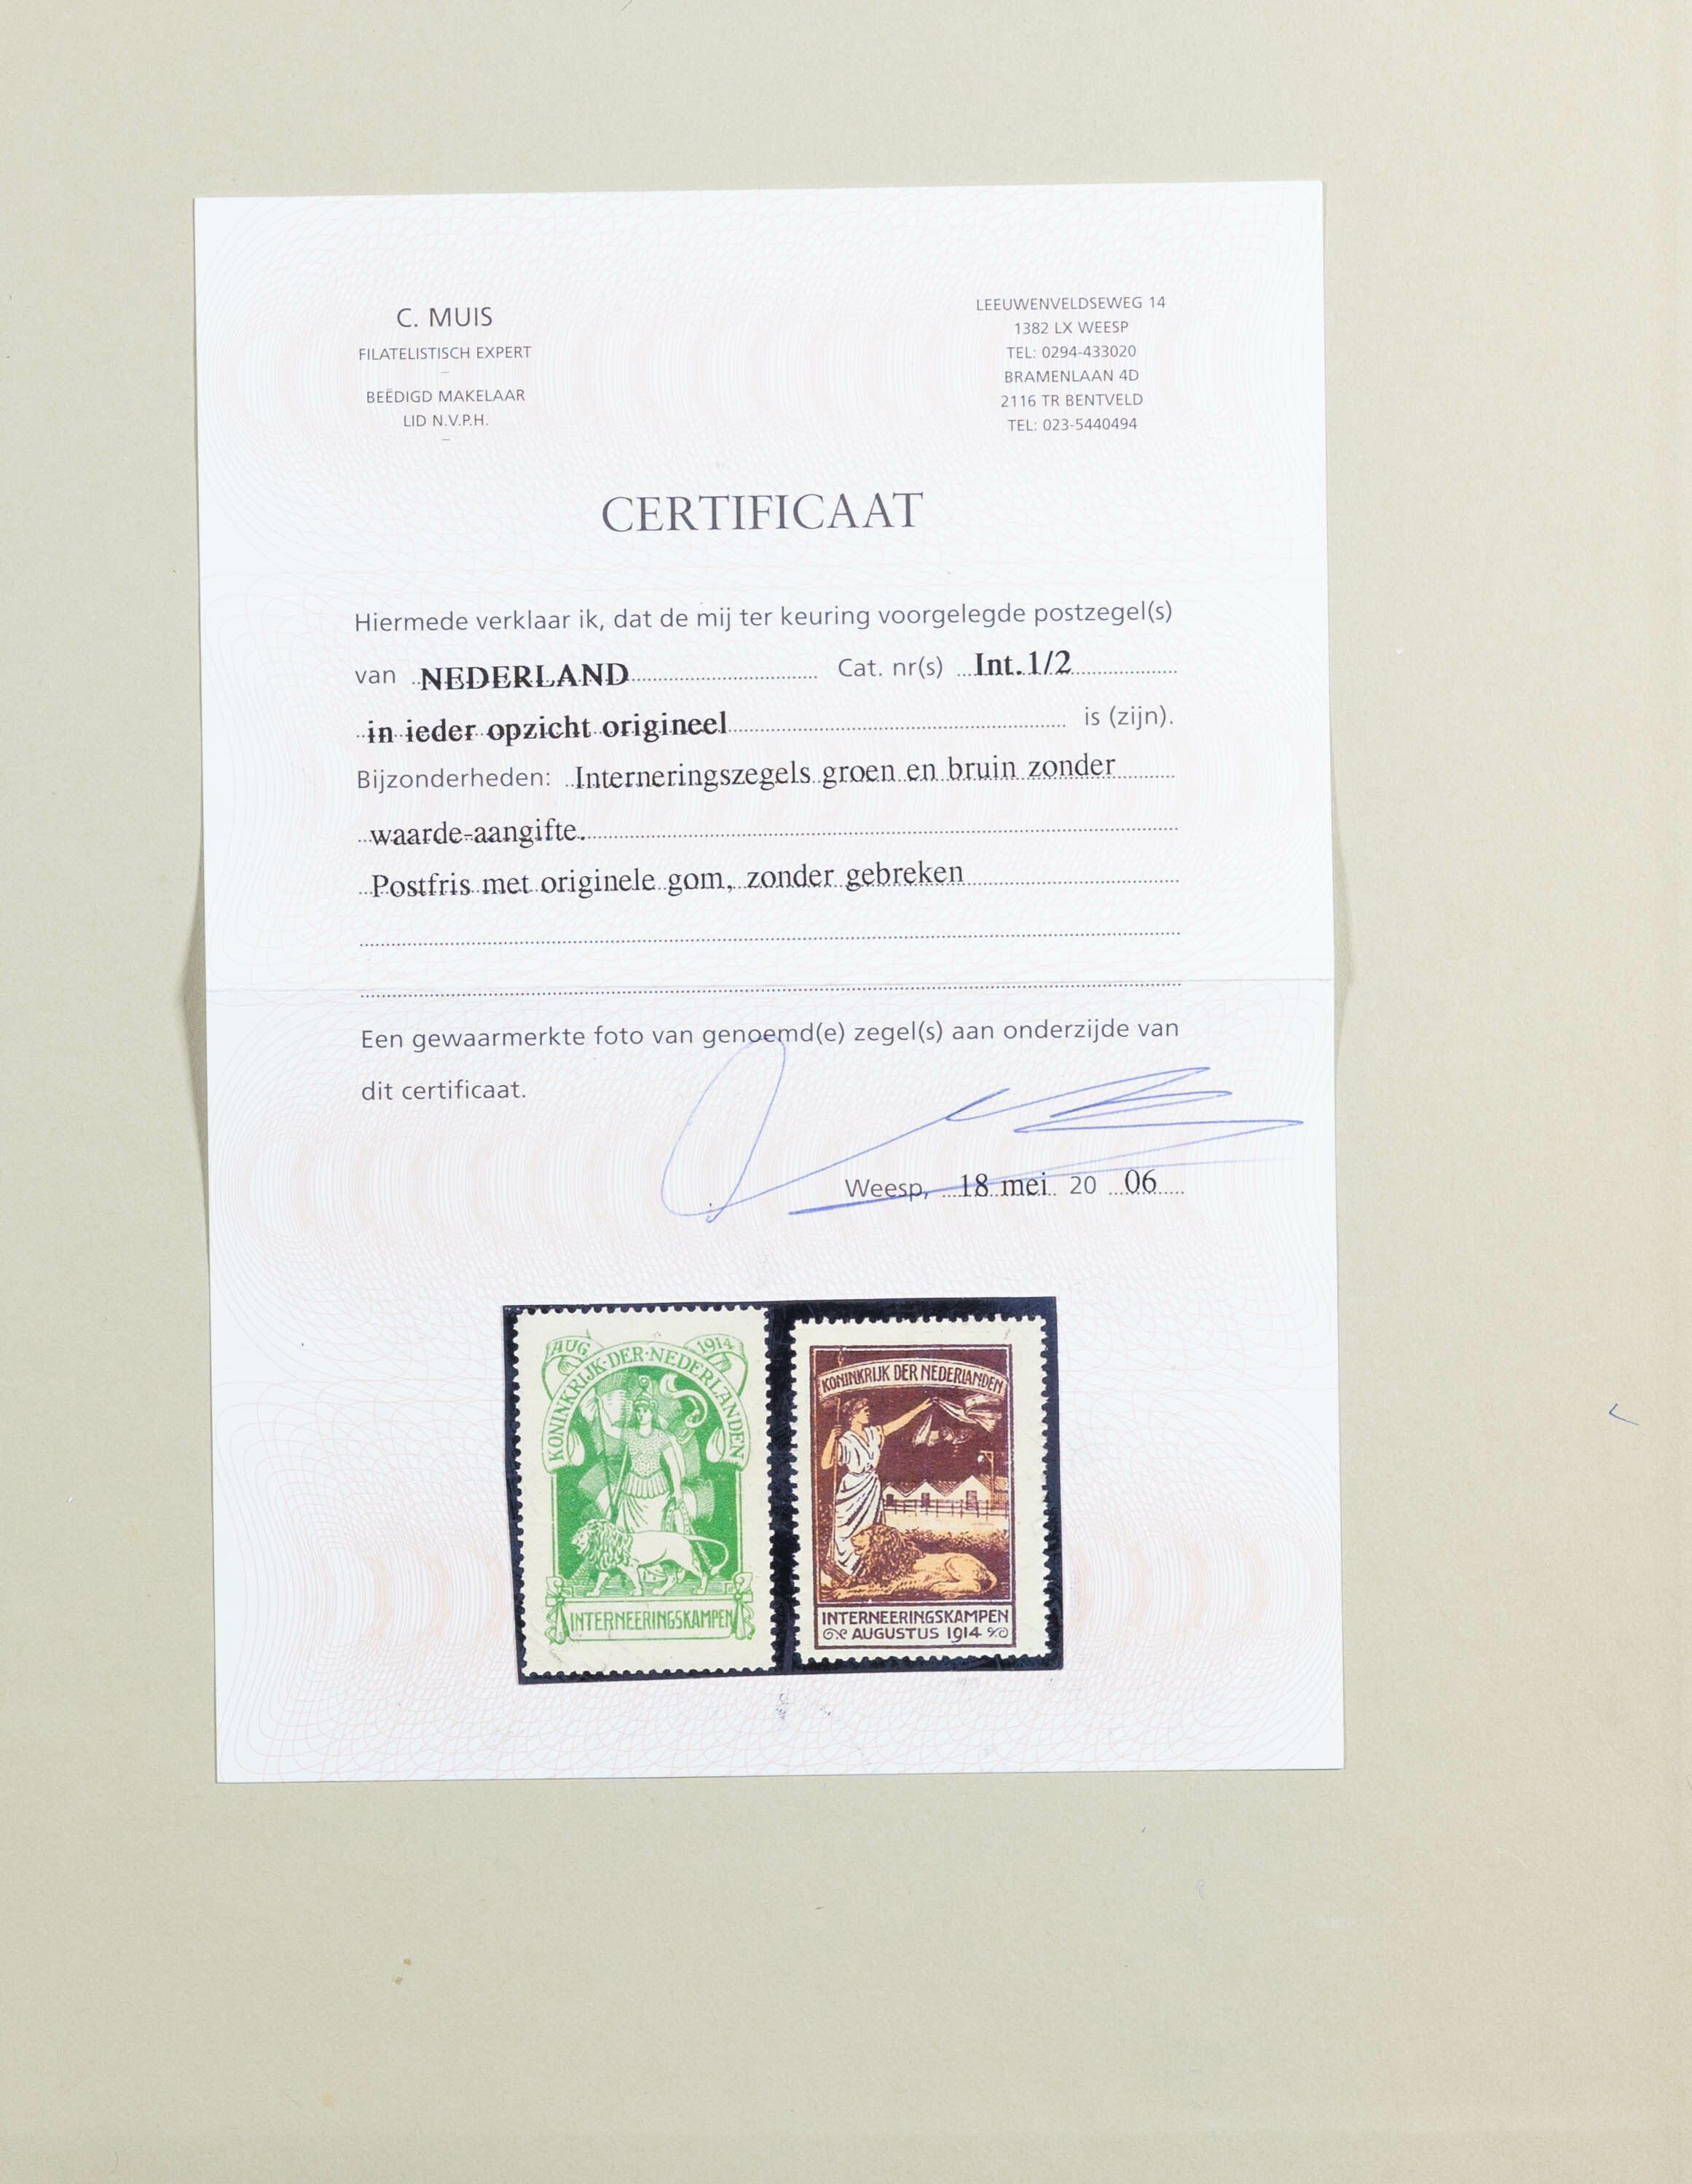 C. MUIS
FILATELISTISCH EXPERT
–
BEËDIGD MAKELAAR
LID N.V.P.H.
–
LEEUWENVELDSEWEG 14
1382 LX WEESP
TEL: 0294-433020
BRAMENLAAN 4D
2116 TR BENTVELD
TEL: 023-5440494
CERTIFICAAT
Hiermede verklaar ik, dat de mij ter keuring voorgelegde postzegel(s)
van NEDERLAND Cat. nr(s) Int.1/2
in ieder opzicht origineel is (zijn).
Bijzonderheden: Interneringszegels groen en bruin zonder
waarde-aangifte.
Postfris met originele gom, zonder gebreken
Een gewaarmerkte foto van genoemd(e) zegel(s) aan onderzijde van
dit certificaat.
Weesp, 18 mei 20 06
AUG 1914
KONINKRIJK·DER·NEDERLANDEN
INTERNEERINGSKAMPEN
KONINKRIJK DER NEDERLANDEN
INTERNEERINGSKAMPEN
AUGUSTUS 1914